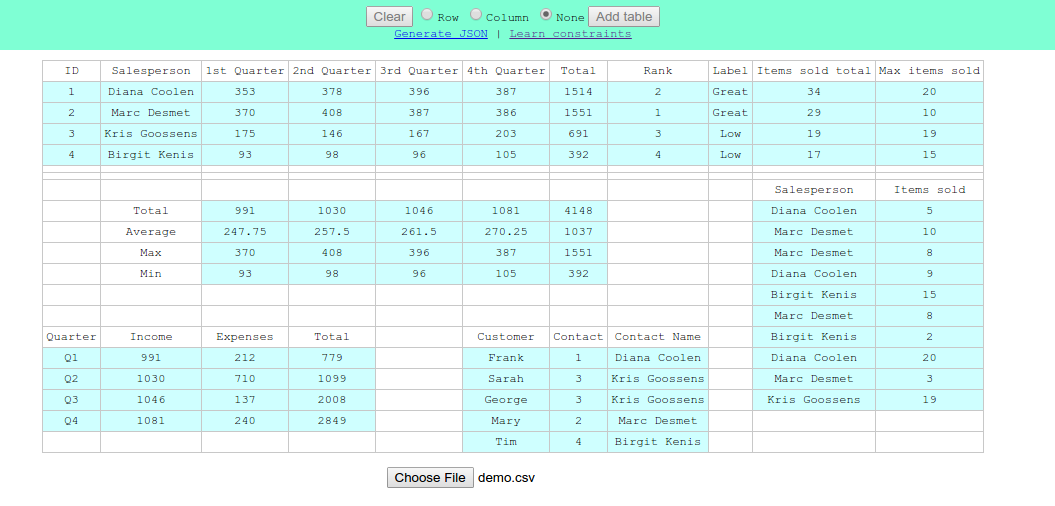 Clear Row Column None Add table
Generate JSON | Learn constraints
ID Salesperson 1st Quarter 2nd Quarter 3rd Quarter 4th Quarter Total Rank Label Items sold total Max items sold
1 Diana Coolen 353 378 396 387 1514 2 Great 34 20
2 Marc Desmet 370 408 387 386 1551 1 Great 29 10
3 Kris Goossens 175 146 167 203 691 3 Low 19 19
4 Birgit Kenis 93 98 96 105 392 4 Low 17 15
Salesperson Items sold
Total 991 1030 1046 1081 4148 Diana Coolen 5
Average 247.75 257.5 261.5 270.25 1037 Marc Desmet 10
Max 370 408 396 387 1551 Marc Desmet 8
Min 93 98 96 105 392 Diana Coolen 9
Birgit Kenis 15
Marc Desmet 8
Quarter Income Expenses Total Customer Contact Contact Name Birgit Kenis 2
Q1 991 212 779 Frank 1 Diana Coolen Diana Coolen 20
Q2 1030 710 1099 Sarah 3 Kris Goossens Marc Desmet 3
Q3 1046 137 2008 George 3 Kris Goossens Kris Goossens 19
Q4 1081 240 2849 Mary 2 Marc Desmet
Tim 4 Birgit Kenis
Choose File demo.csv